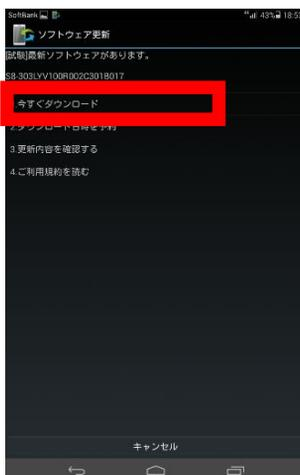 SoftBank 43% 18:5
ソフトウェア更新
[試験]最新ソフトウェアがあります。
S8-303LYV100R002C301B017
今すぐダウンロード
2.ダウンロード日時を予約
3.更新内容を確認する
4.ご利用規約を読む
キャンセル